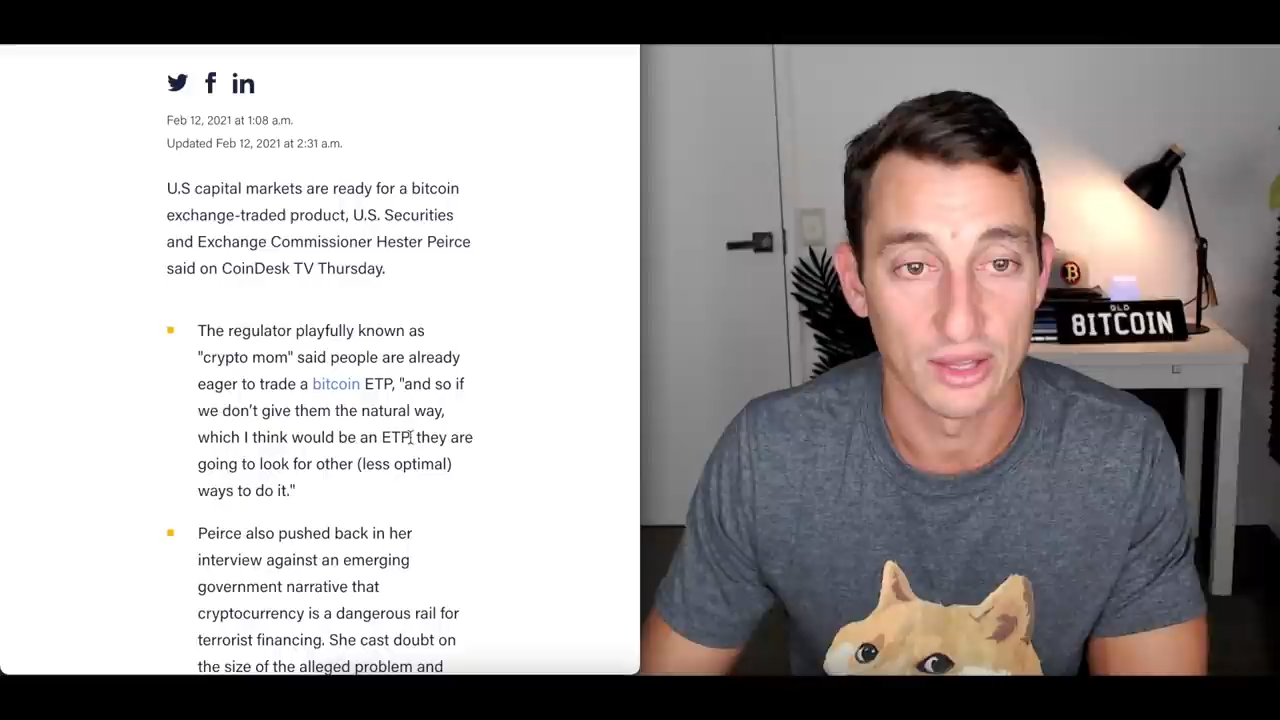 Feb 12, 2021 at 1:08 a.m.
Updated Feb 12, 2021 at 2:31 a.m.
U.S capital markets are ready for a bitcoin
exchange-traded product, U.S. Securities
and Exchange Commissioner Hester Peirce
said on CoinDesk TV Thursday.
The regulator playfully known as
"crypto mom" said people are already
eager to trade a bitcoin ETP, "and so if
we don't give them the natural way,
which I think would be an ETP, they are
going to look for other (less optimal)
ways to do it."
Peirce also pushed back in her
interview against an emerging
government narrative that
cryptocurrency is a dangerous rail for
terrorist financing. She cast doubt on
the size of the alleged problem and
QLD
8ITCOIN